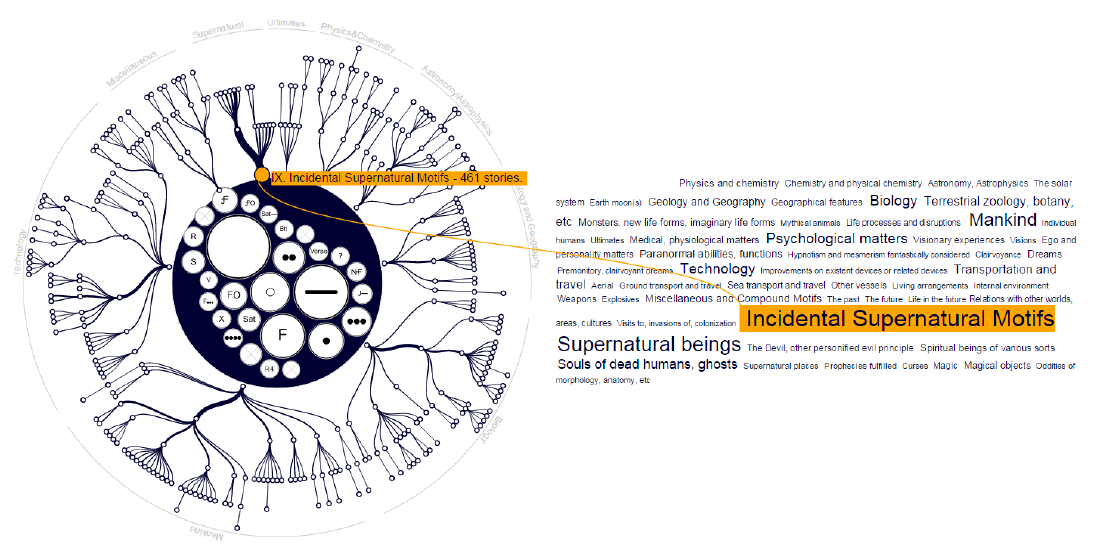 Supernatural
Ultimates
Physics&Chemistry
Miscellaneous
Astronomy/Astrophysics
Technology
Biology
Mankind
IX. Incidental Supernatural Motifs - 461 stories.
Sat—
Bit
R
S
Verso
?
V
FO
X
Sat
F
R4
Physics and chemistry Chemistry and physical chemistry Astronomy, Astrophysics The solar
system Earth moon(s) Geology and Geography Geographical features Biology Terrestrial zoology, botany,
etc Monsters, new life forms, imaginary life forms Mythical animals Life processes and disruptions Mankind Individual
humans Ultimates Medical, physiological matters Psychological matters Visionary experiences Visions Ego and
personality matters Paranormal abilities, functions Hypnotism and mesmerism fantastically considered Clairvoyance Dreams
Premonitory, clairvoyant dreams Technology Improvements on existent devices or related devices Transportation and
travel Aerial Ground transport and travel Sea transport and travel Other vessels Living arrangements Internal environment
Weapons Explosives Miscellaneous and Compound Motifs The past The future Life in the future Relations with other worlds,
areas, cultures Visits to, invasions of, colonization Incidental Supernatural Motifs
Supernatural beings The Devil, other personified evil principle Spiritual beings of various sorts
Souls of dead humans, ghosts Supernatural places Prophecies fulfilled Curses Magic Magical objects Oddities of
morphology, anatomy, etc